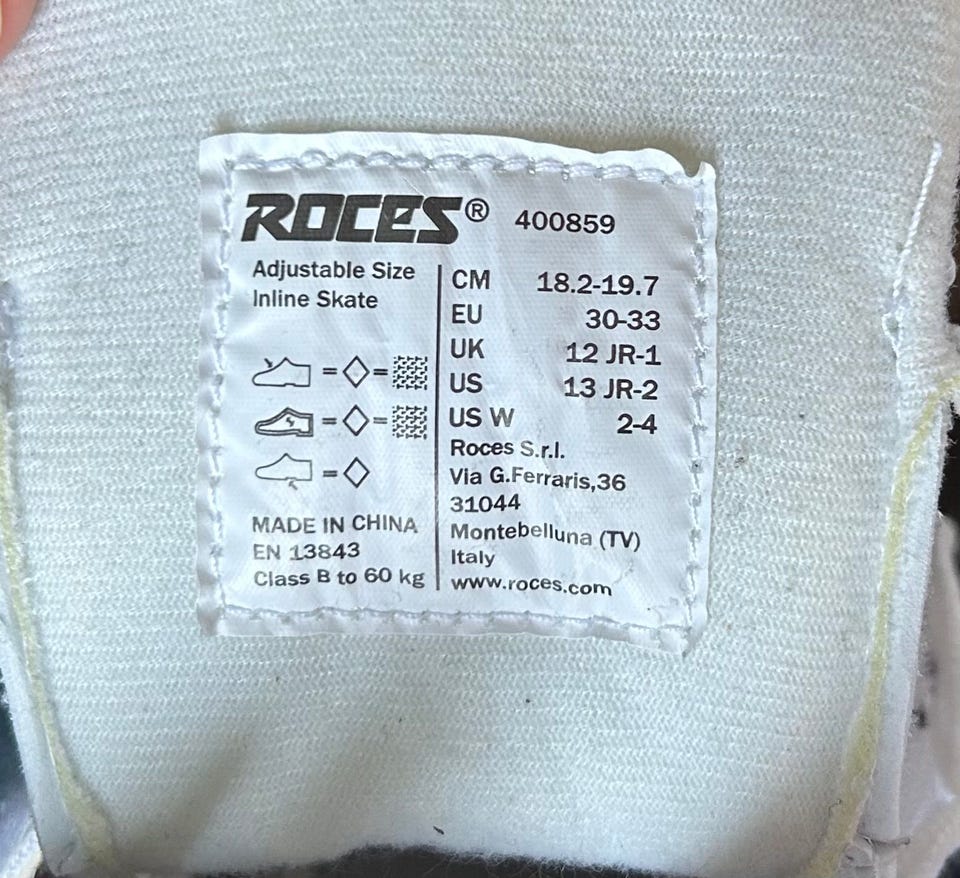 ROCES® 400859
Adjustable Size
Inline Skate
MADE IN CHINA
EN 13843
Class B to 60 kg
CM 18.2-19.7
EU 30-33
UK 12 JR-1
US 13 JR-2
US W 2-4
Roces S.r.l.
Via G.Ferraris,36
31044
Montebelluna (TV)
Italy
www.roces.com